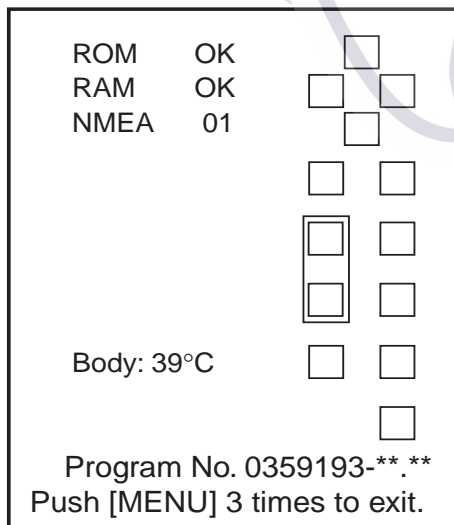 ROM OK
RAM OK
NMEA 01
Body: 39°C
Program No. 0359193-**.**
Push [MENU] 3 times to exit.